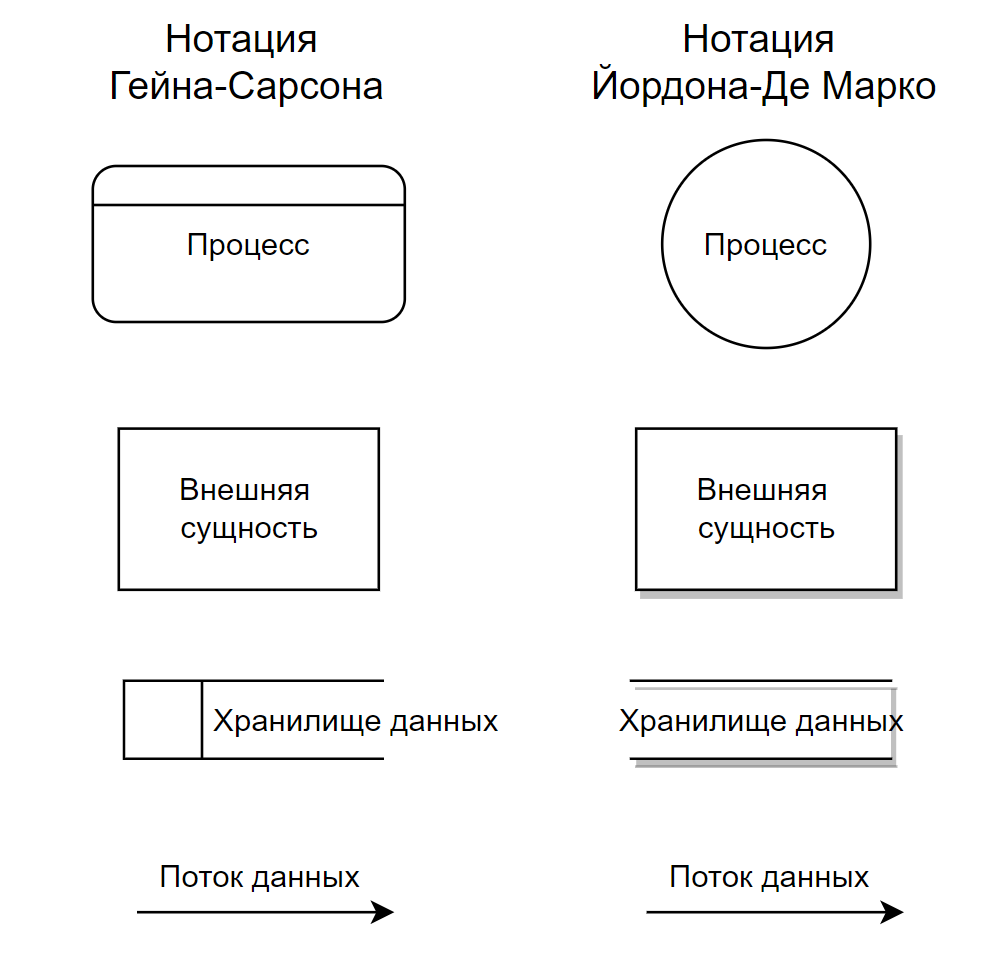 Нотация
Гейна-Сарсона
Нотация
Йордона-Де Марко
Процесс
Процесс
Внешняя
сущность
Внешняя
сущность
Хранилище данных
Хранилище данных
Поток данных
Поток данных